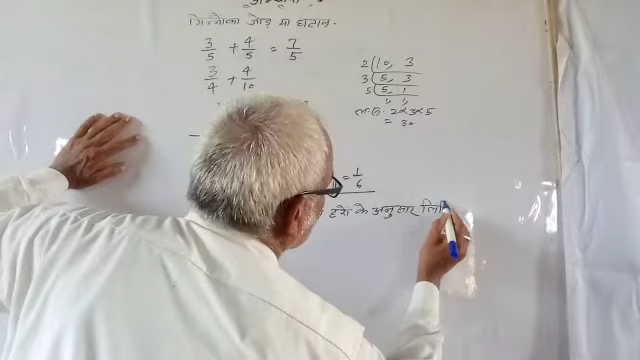 भिन्नों का जोड़ या घटान.
3/5 + 4/5 = 7/5
3/4 + 4/10
2 | 10, 3
3 | 5, 3
5 | 5, 1
1, 1
ल.त. 2×3×5
= 30
= 1/6
हरो के अनुसार लि